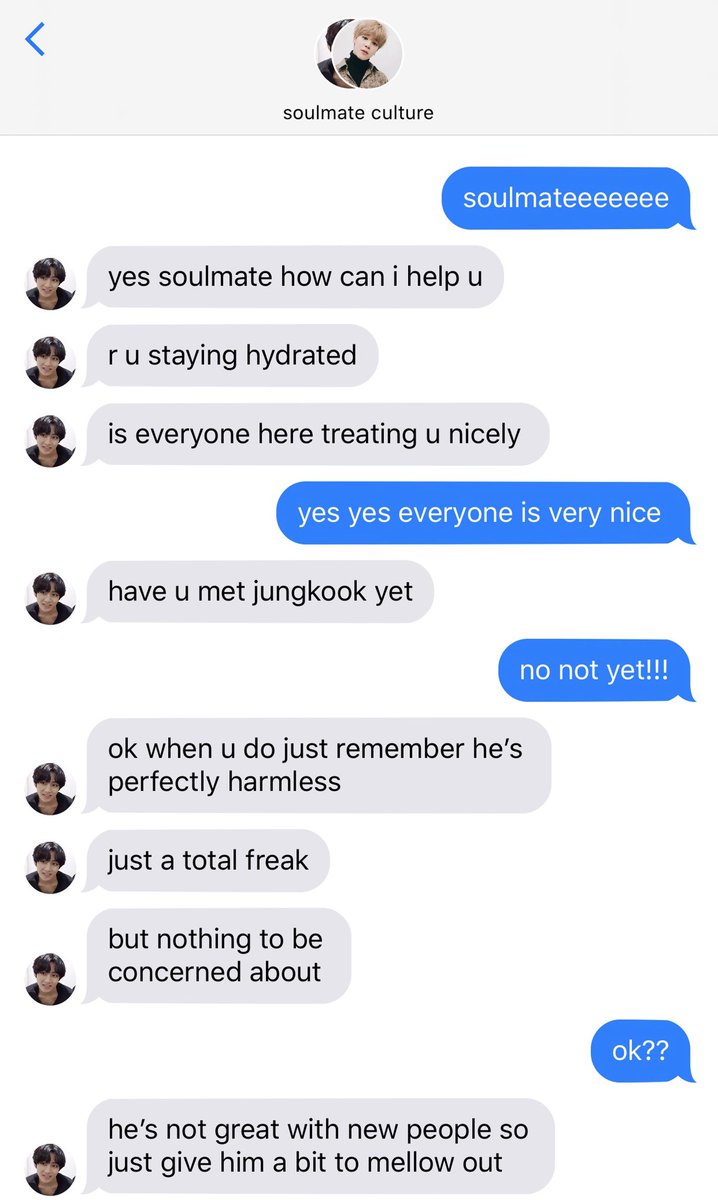 soulmate culture
soulmateeeeeee
yes soulmate how can i help u
r u staying hydrated
is everyone here treating u nicely
yes yes everyone is very nice
have u met jungkook yet
no not yet!!!
ok when u do just remember he’s
perfectly harmless
just a total freak
but nothing to be
concerned about
ok??
he’s not great with new people so
just give him a bit to mellow out